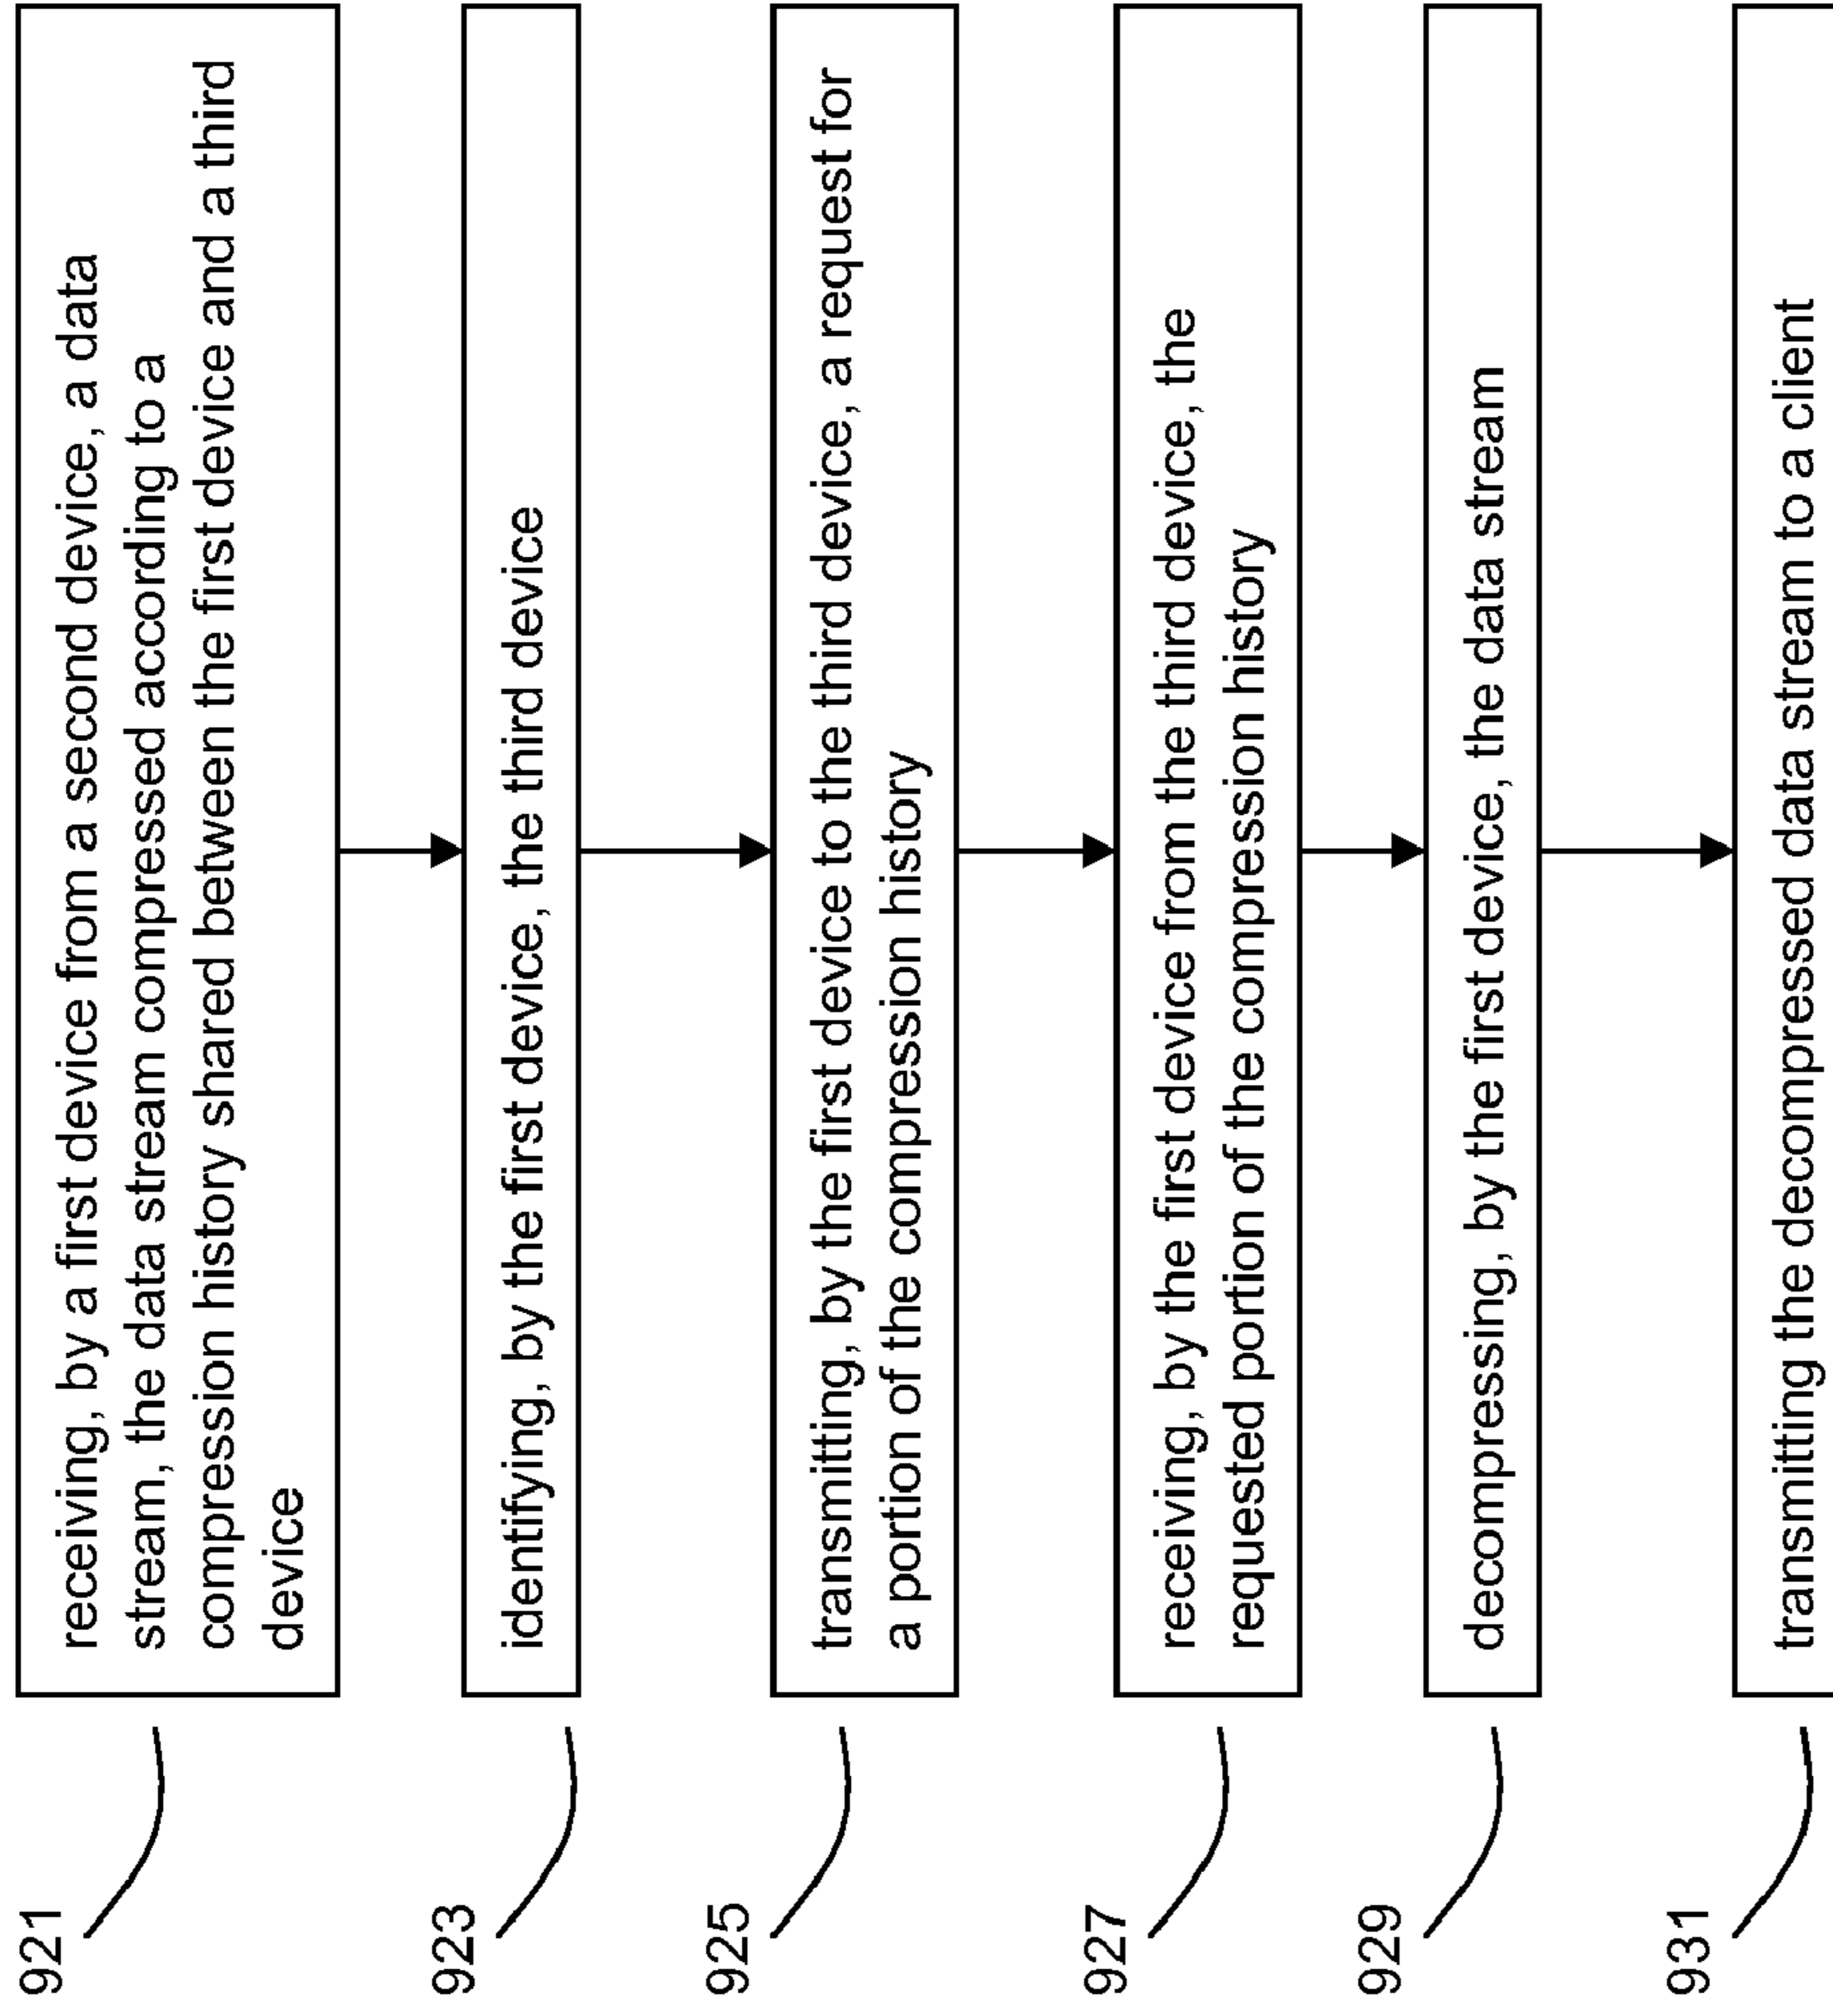 921
receiving, by a first device from a second device, a data
stream, the data stream compressed according to a
compression history shared between the first device and a third
device
923
identifying, by the first device, the third device
925
transmitting, by the first device to the third device, a request for
a portion of the compression history
927
receiving, by the first device from the third device, the
requested portion of the compression history
929
decompressing, by the first device, the data stream
931
transmitting the decompressed data stream to a client